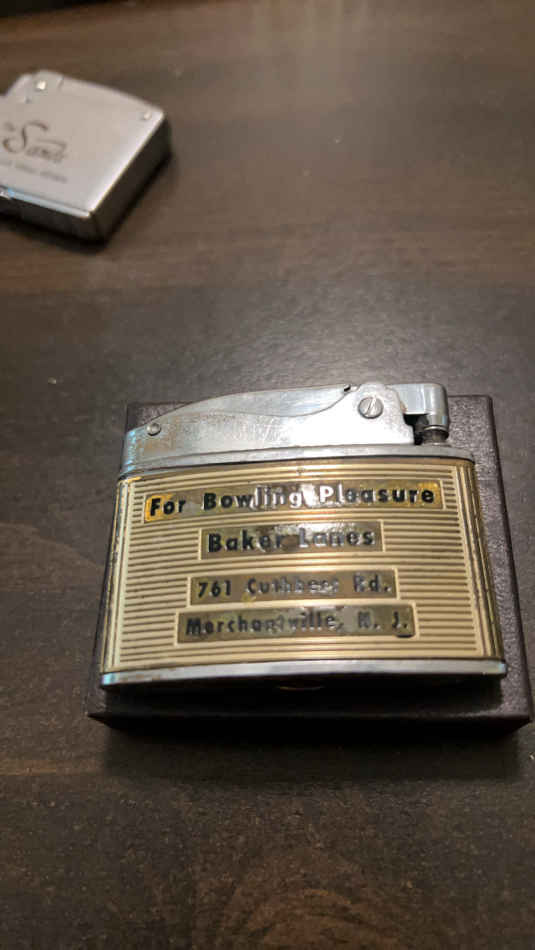 Sands
For Bowling Pleasure
Baker Lanes
761 Cuthbert Rd.
Merchantville, N. J.